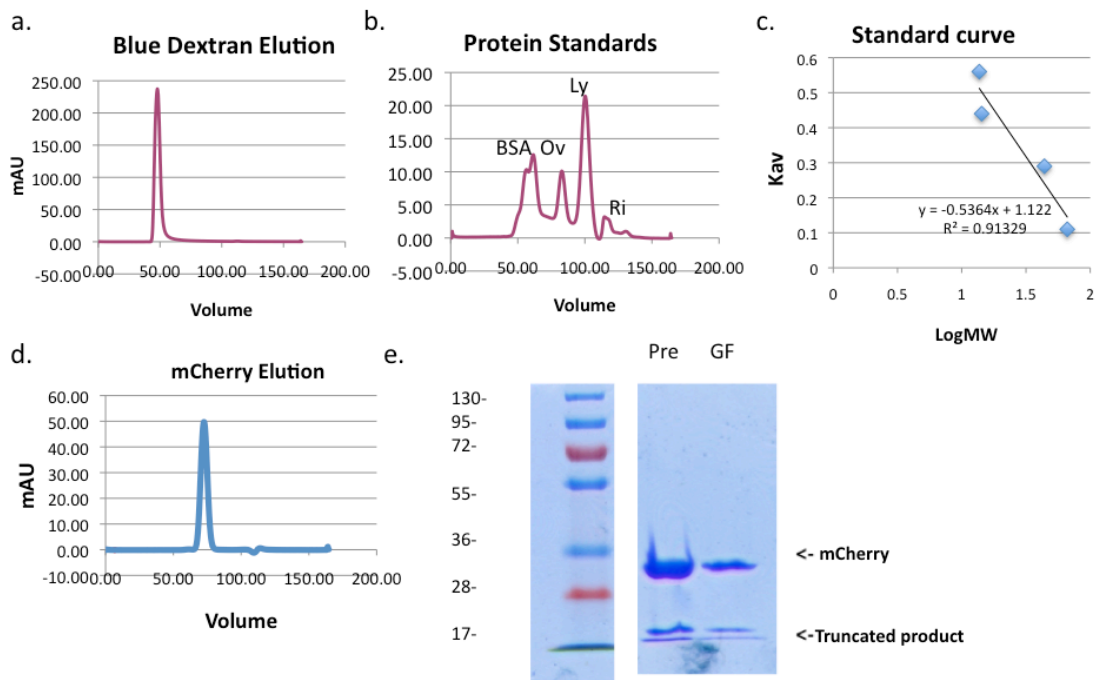 a.
Blue Dextran Elution
250.00
200.00
150.00
100.00
50.00
0.00
-50.00
0.00 50.00 100.00 150.00 200.00
mAU
Volume
b.
Protein Standards
25.00
20.00
15.00
10.00
5.00
0.00
-5.00
0.00 50.00 100.00 150.00 200.00
BSA Ov
Ly
Ri
Volume
c.
Standard curve
0.6
0.5
0.4
0.3
0.2
0.1
0
0 0.5 1 1.5 2
Kav
y = -0.5364x + 1.122
R² = 0.91329
LogMW
d.
mCherry Elution
60.00
50.00
40.00
30.00
20.00
10.00
0.00
-10.00
0.00 50.00 100.00 150.00 200.00
mAU
Volume
e.
Pre GF
130-
95-
72-
55-
36-
28-
17-
<- mCherry
<-Truncated product